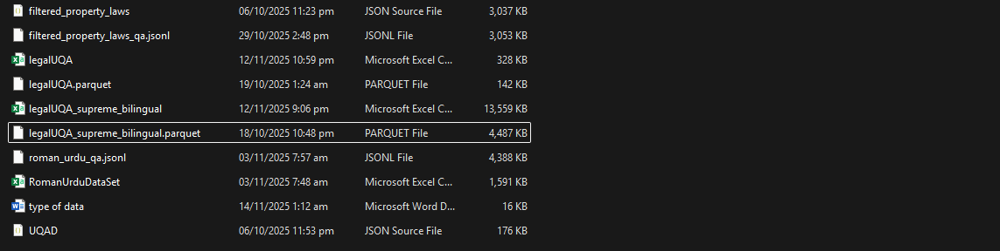 filtered_property_laws 06/10/2025 11:23 pm JSON Source File 3,037 KB
filtered_property_laws_qa.jsonl 29/10/2025 2:48 pm JSONL File 3,053 KB
legalUQA 12/11/2025 10:59 pm Microsoft Excel C... 328 KB
legalUQA.parquet 19/10/2025 1:24 am PARQUET File 142 KB
legalUQA_supreme_bilingual 12/11/2025 9:06 pm Microsoft Excel C... 13,559 KB
legalUQA_supreme_bilingual.parquet 18/10/2025 10:48 pm PARQUET File 4,487 KB
roman_urdu_qa.jsonl 03/11/2025 7:57 am JSONL File 4,388 KB
RomanUrduDataSet 03/11/2025 7:48 am Microsoft Excel C... 1,591 KB
type of data 14/11/2025 1:12 am Microsoft Word D... 16 KB
UQAD 06/10/2025 11:53 pm JSON Source File 176 KB